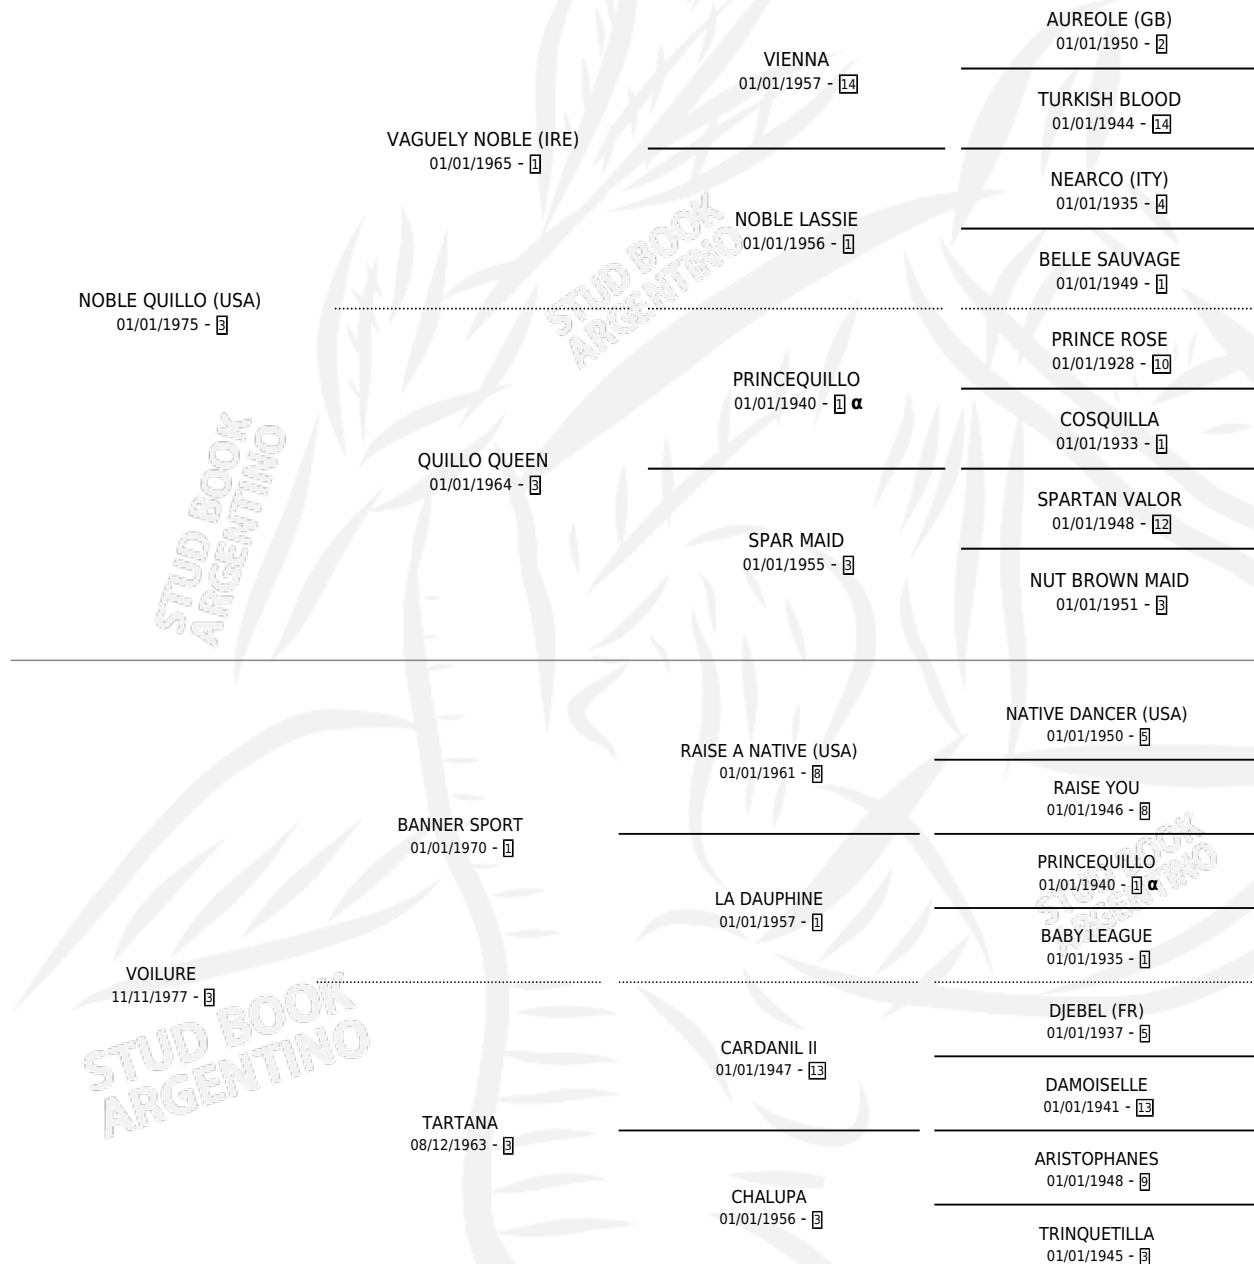 AUREOLE (GB)
01/01/1950 - 2
VIENNA
01/01/1957 - 14
TURKISH BLOOD
01/01/1944 - 14
VAGUELY NOBLE (IRE)
01/01/1965 - 1
NEARCO (ITY)
01/01/1935 - 4
NOBLE LASSIE
01/01/1956 - 1
BELLE SAUVAGE
01/01/1949 - 1
NOBLE QUILLO (USA)
01/01/1975 - 3
PRINCE ROSE
01/01/1928 - 10
PRINCEQUILLO
01/01/1940 - 1 α
COSQUILLA
01/01/1933 - 1
QUILLO QUEEN
01/01/1964 - 3
SPARTAN VALOR
01/01/1948 - 12
SPAR MAID
01/01/1955 - 3
NUT BROWN MAID
01/01/1951 - 3
NATIVE DANCER (USA)
01/01/1950 - 5
RAISE A NATIVE (USA)
01/01/1961 - 8
RAISE YOU
01/01/1946 - 8
BANNER SPORT
01/01/1970 - 1
PRINCEQUILLO
01/01/1940 - 1 α
LA DAUPHINE
01/01/1957 - 1
BABY LEAGUE
01/01/1935 - 1
VOILURE
11/11/1977 - 3
DJEBEL (FR)
01/01/1937 - 5
CARDANIL II
01/01/1947 - 13
DAMOISELLE
01/01/1941 - 13
TARTANA
08/12/1963 - 3
ARISTOPHANES
01/01/1948 - 9
CHALUPA
01/01/1956 - 3
TRINQUETILLA
01/01/1945 - 3
STUD BOOK
ARGENTINO
STUD BOOK
ARGENTINO
STUD BOOK
ARGENTINO
STUD BOOK
ARGENTINO